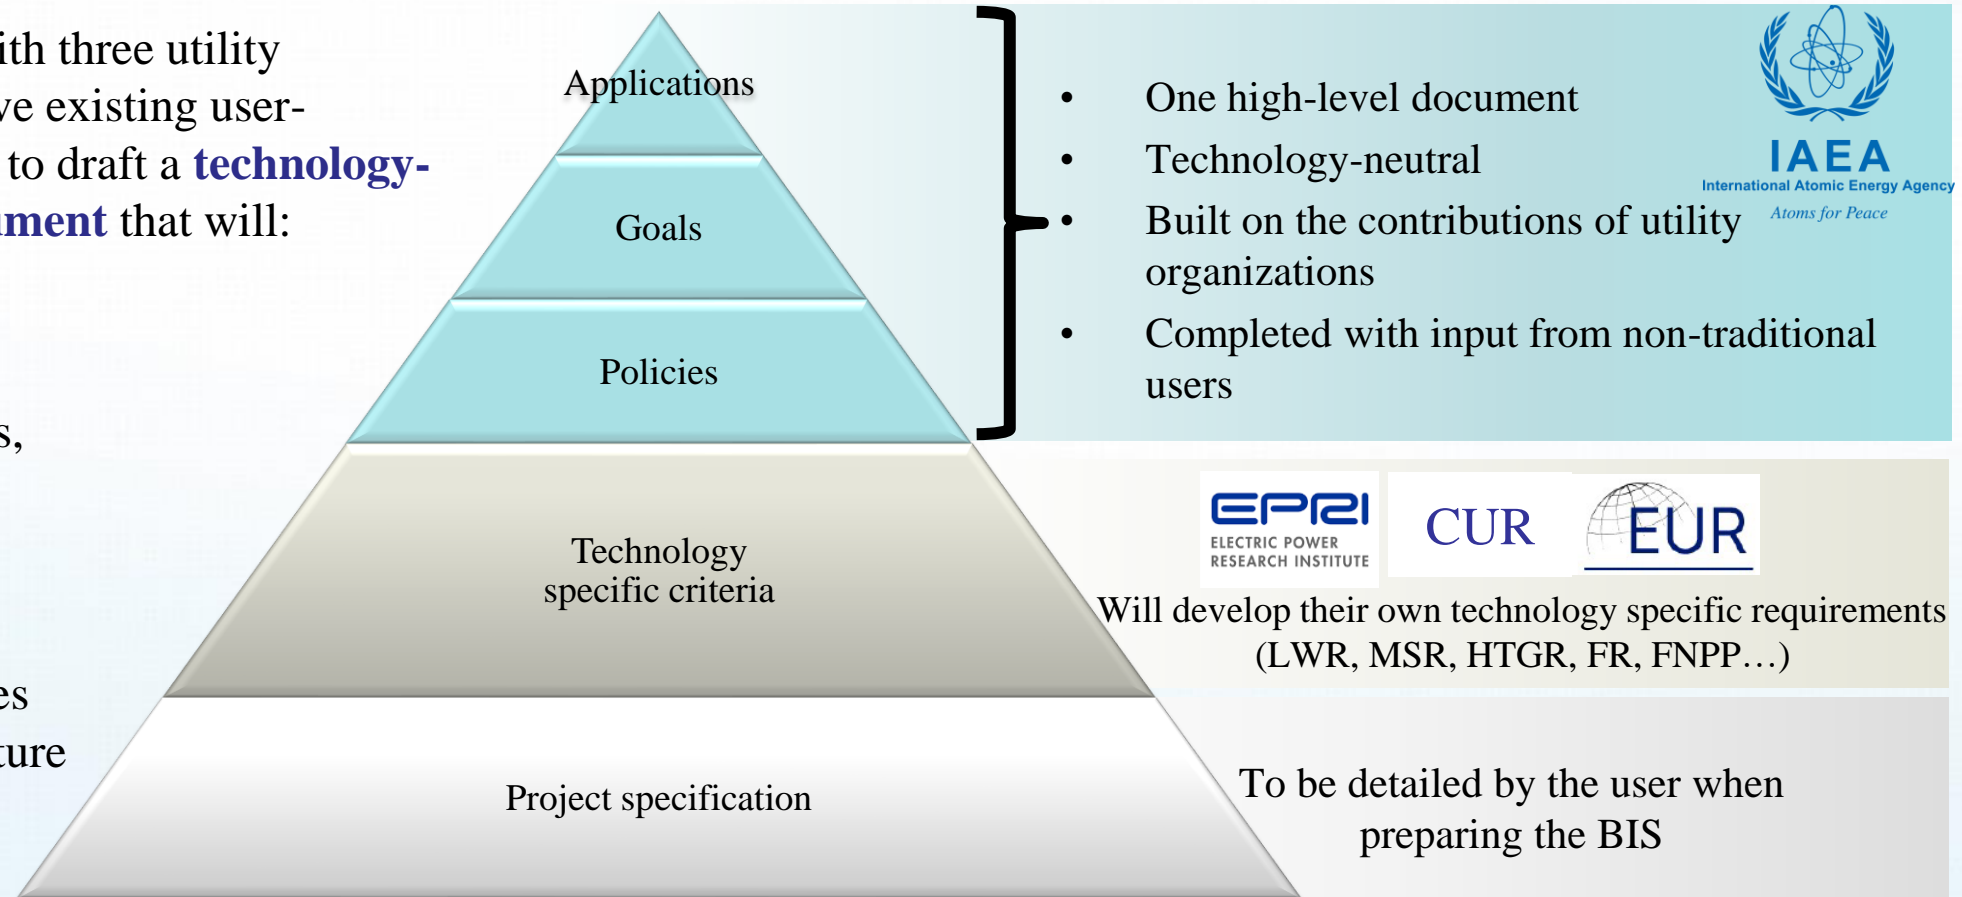 ith three utility
ve existing user-
to draft a technology-
ument that will:
s,
es
ture
Applications
Goals
Policies
Technology
specific criteria
Project specification
• One high-level document
• Technology-neutral
• Built on the contributions of utility
organizations
• Completed with input from non-traditional
users
IAEA
International Atomic Energy Agency
Atoms for Peace
EPRI
ELECTRIC POWER
RESEARCH INSTITUTE
CUR
EUR
Will develop their own technology specific requirements
(LWR, MSR, HTGR, FR, FNPP…)
To be detailed by the user when
preparing the BIS